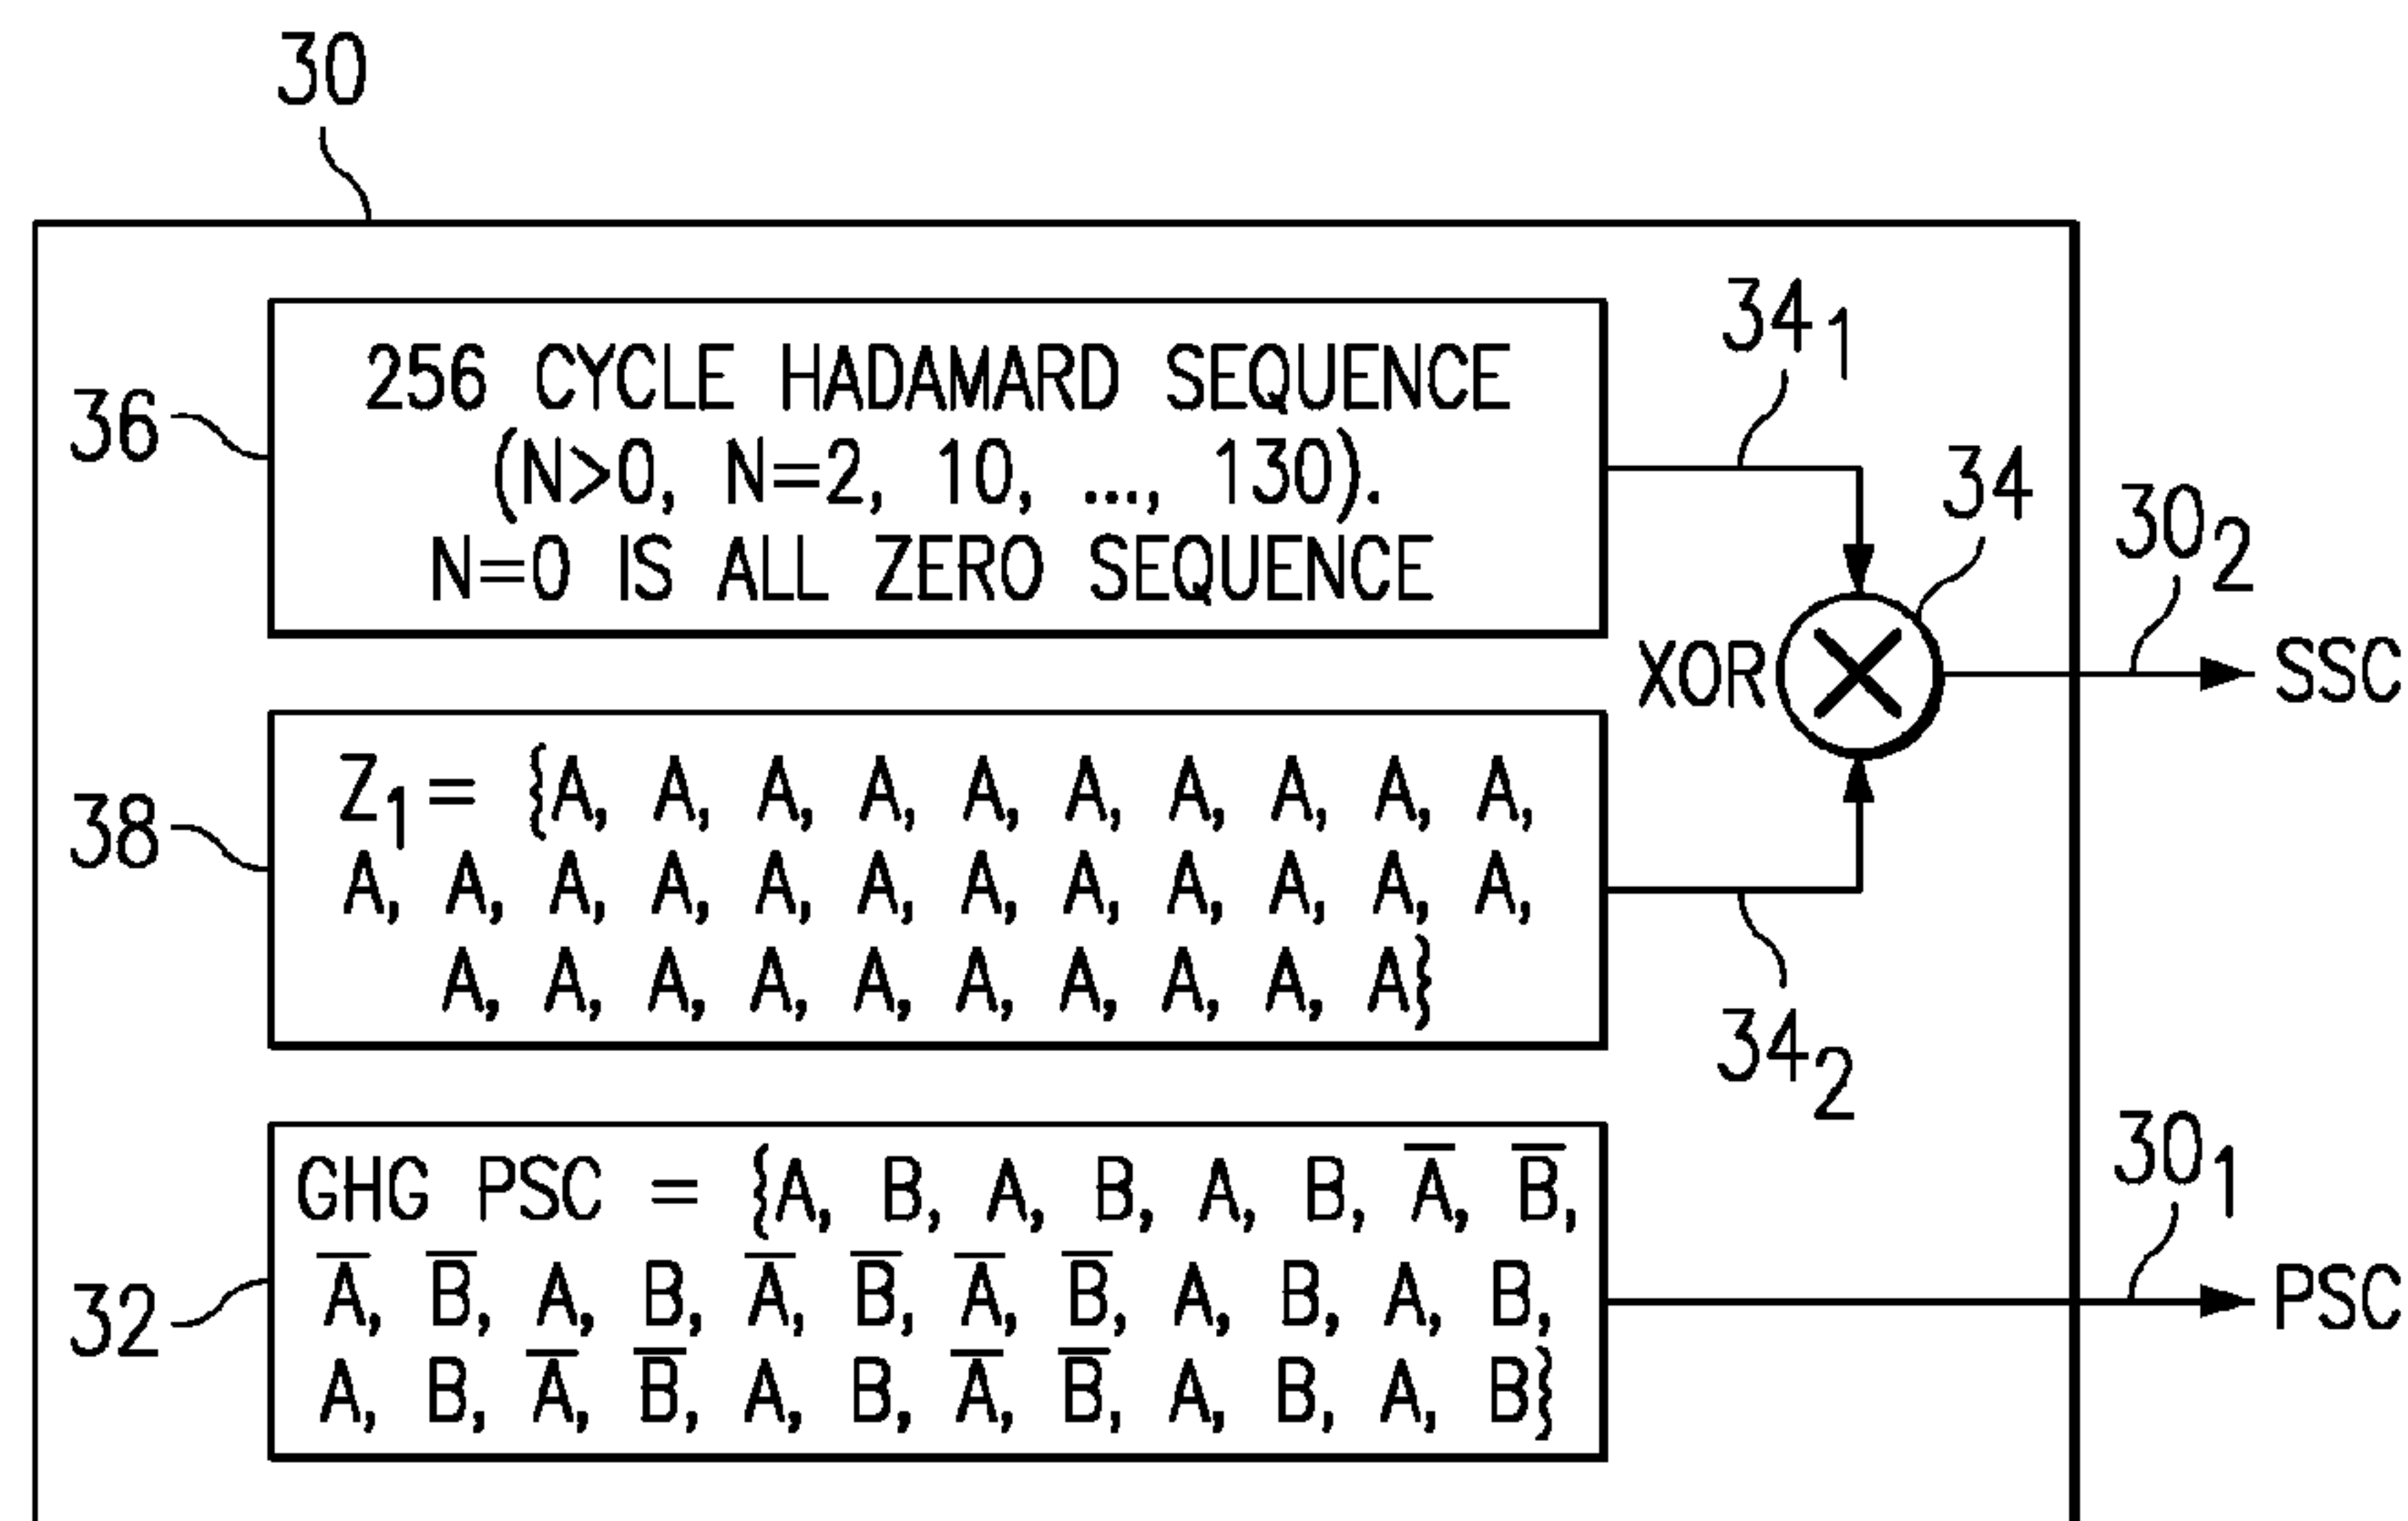 30
256 CYCLE HADAMARD SEQUENCE
(N>0, N=2, 10, ..., 130).
N=0 IS ALL ZERO SEQUENCE
36
34₁
34
30₂
XOR
SSC
Z₁ = {A, A, A, A, A, A, A, A, A, A,
A, A, A, A, A, A, A, A, A, A, A, A,
A, A, A, A, A, A, A, A, A, A}
38
34₂
GHG PSC = {A, B, A, B, A, B, A̅, B̅,
A̅, B̅, A, B, A̅, B̅, A̅, B̅, A, B, A, B,
A, B, A̅, B̅, A, B, A̅, B̅, A, B, A, B}
32
30₁
PSC